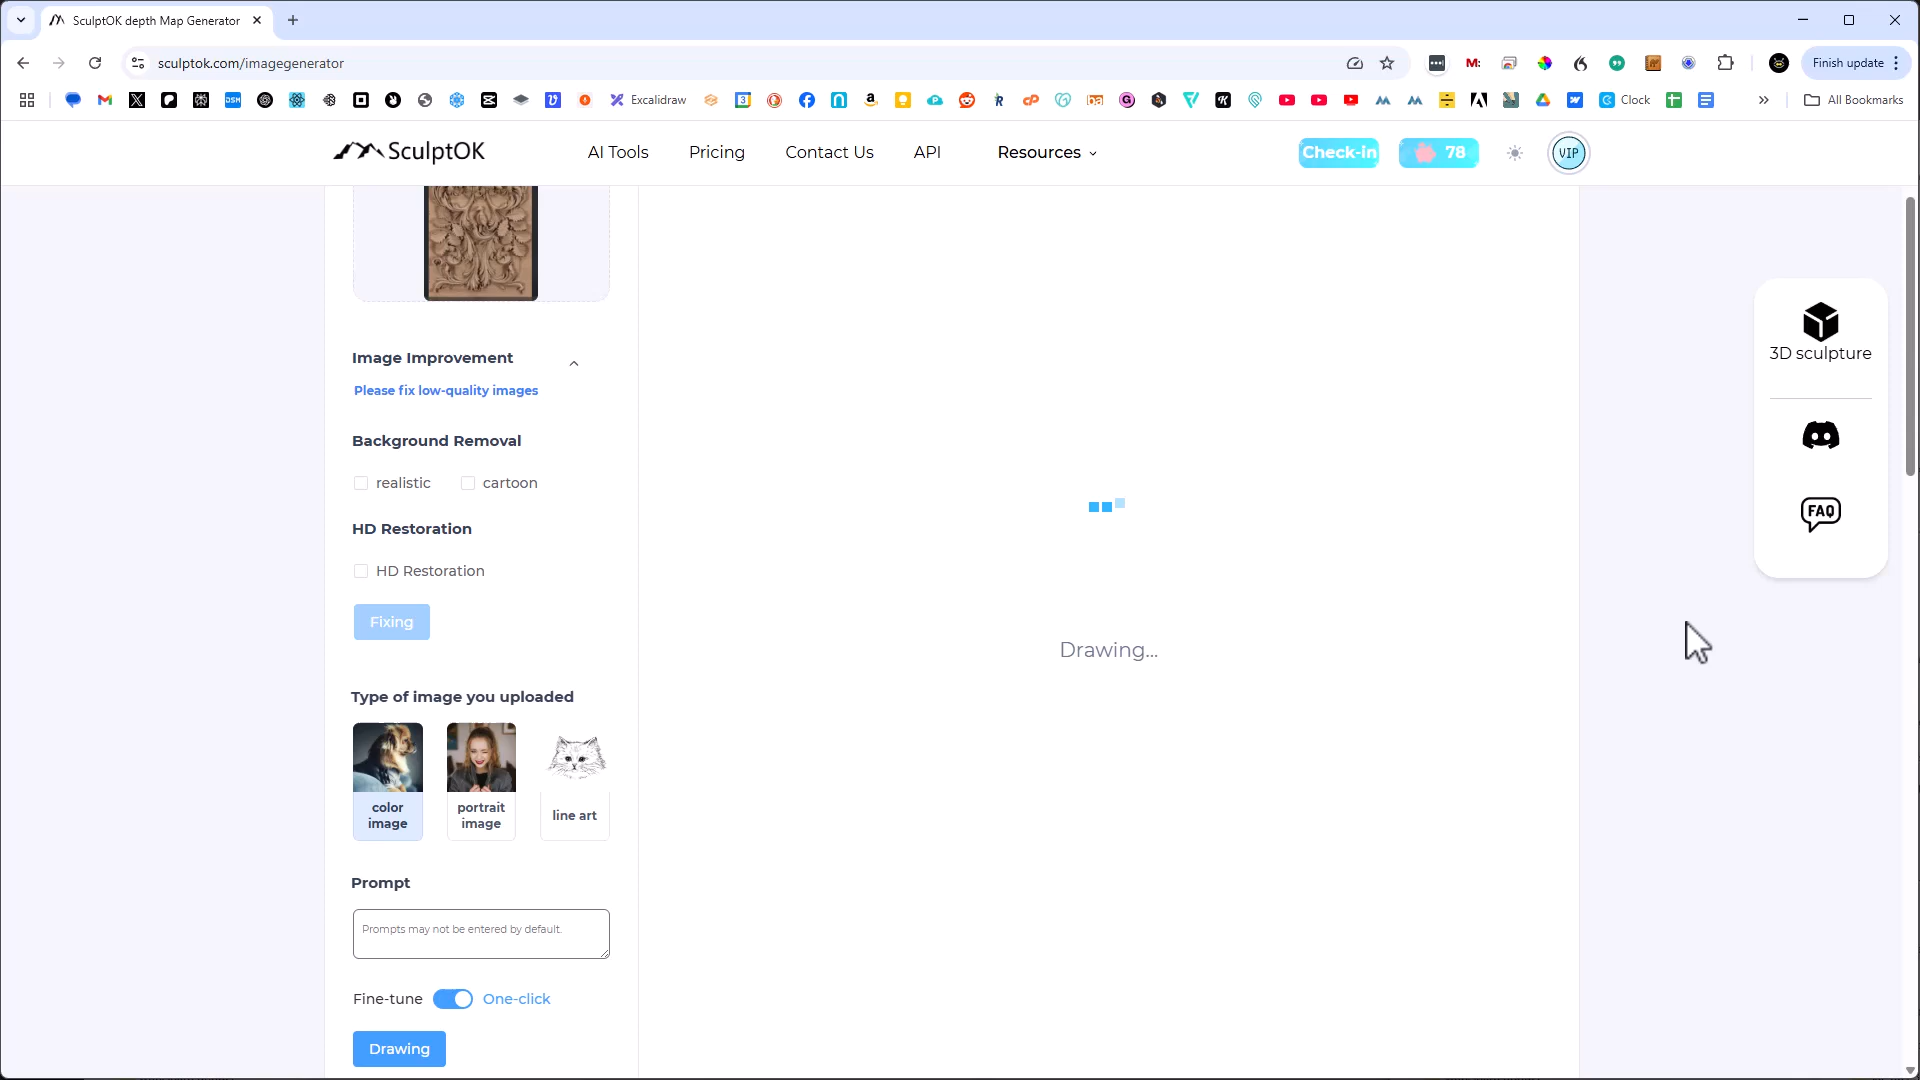 SculptOK depth Map Generator
sculptok.com/imagegenerator
Finish update
Excalidraw
Clock
All Bookmarks
SculptOK
AI Tools
Pricing
Contact Us
API
Resources
Check-in
78
VIP
Image Improvement
Please fix low-quality images
Background Removal
realistic
cartoon
HD Restoration
HD Restoration
Fixing
Type of image you uploaded
color
image
portrait
image
line art
Prompt
Prompts may not be entered by default.
Fine-tune
One-click
Drawing
Drawing...
3D sculpture
FAQ